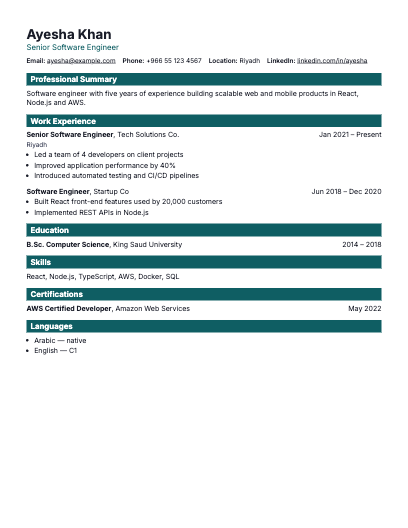 Ayesha Khan
Senior Software Engineer
Email: ayesha@example.com Phone: +966 55 123 4567 Location: Riyadh LinkedIn: linkedin.com/in/ayesha
Professional Summary
Software engineer with five years of experience building scalable web and mobile products in React,
Node.js and AWS.
Work Experience
Senior Software Engineer, Tech Solutions Co. Jan 2021 – Present
Riyadh
• Led a team of 4 developers on client projects
• Improved application performance by 40%
• Introduced automated testing and CI/CD pipelines
Software Engineer, Startup Co Jun 2018 – Dec 2020
• Built React front-end features used by 20,000 customers
• Implemented REST APIs in Node.js
Education
B.Sc. Computer Science, King Saud University 2014 – 2018
Skills
React, Node.js, TypeScript, AWS, Docker, SQL
Certifications
AWS Certified Developer, Amazon Web Services May 2022
Languages
• Arabic — native
• English — C1